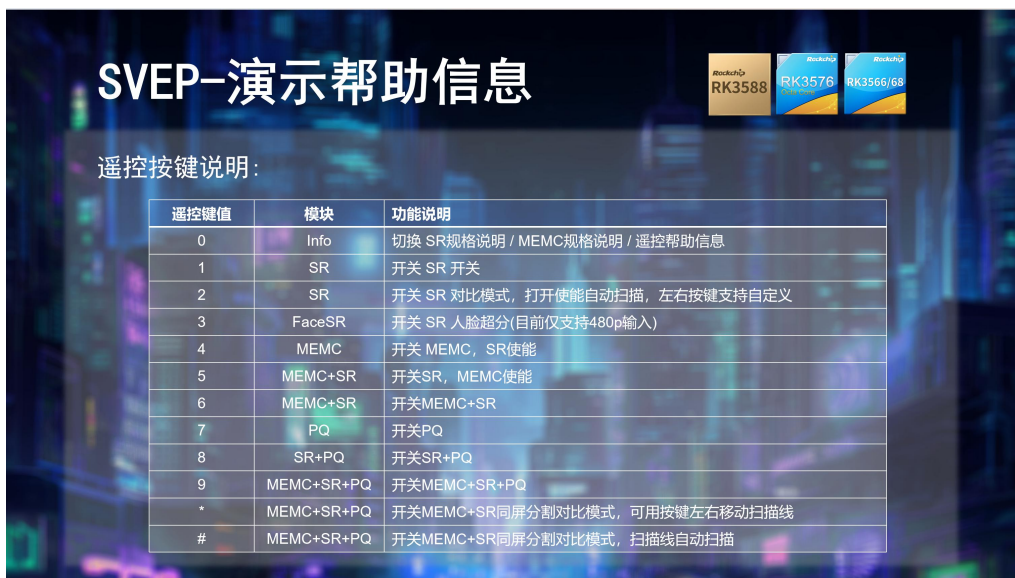 SVEP-演示帮助信息
Rockchip
RK3588
Rockchip
RK3576
Octa Core
Rockchip
RK3566/68
遥控按键说明:
遥控键值 模块 功能说明
0 Info 切换 SR规格说明 / MEMC规格说明 / 遥控帮助信息
1 SR 开关 SR 开关
2 SR 开关 SR 对比模式，打开使能自动扫描，左右按键支持自定义
3 FaceSR 开关 SR 人脸超分(目前仅支持480p输入)
4 MEMC 开关 MEMC，SR使能
5 MEMC+SR 开关SR，MEMC使能
6 MEMC+SR 开关MEMC+SR
7 PQ 开关PQ
8 SR+PQ 开关SR+PQ
9 MEMC+SR+PQ 开关MEMC+SR+PQ
* MEMC+SR+PQ 开关MEMC+SR同屏分割对比模式，可用按键左右移动扫描线
# MEMC+SR+PQ 开关MEMC+SR同屏分割对比模式，扫描线自动扫描